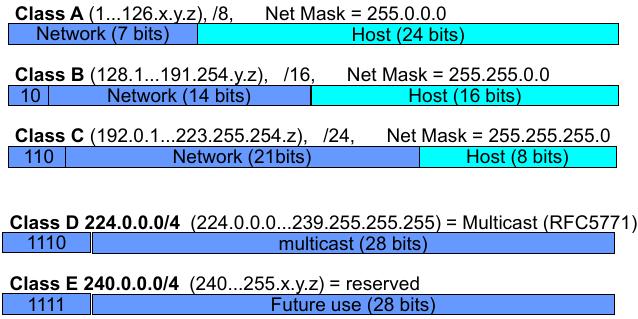 Class A (1...126.x.y.z), /8, Net Mask = 255.0.0.0
Network (7 bits) Host (24 bits)
Class B (128.1...191.254.y.z), /16, Net Mask = 255.255.0.0
10 Network (14 bits) Host (16 bits)
Class C (192.0.1...223.255.254.z), /24, Net Mask = 255.255.255.0
110 Network (21bits) Host (8 bits)
Class D 224.0.0.0/4 (224.0.0.0...239.255.255.255) = Multicast (RFC5771)
1110 multicast (28 bits)
Class E 240.0.0.0/4 (240...255.x.y.z) = reserved
1111 Future use (28 bits)